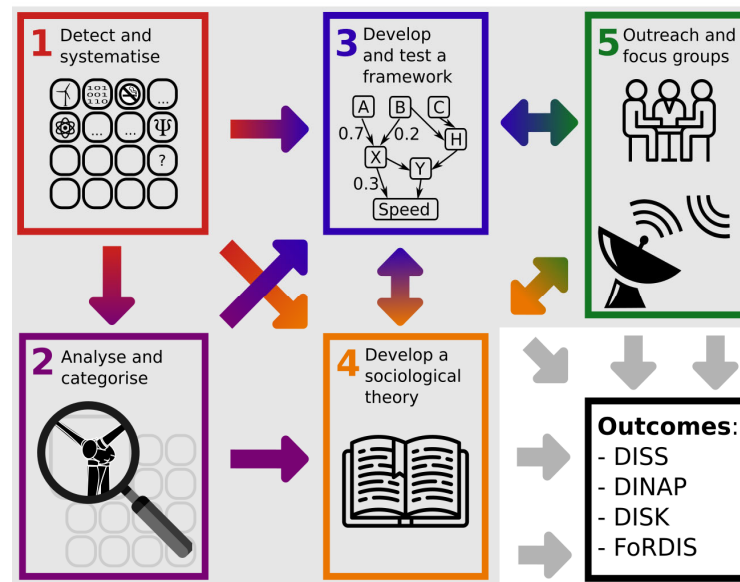 1 Detect and
systematise
101
001
110
...
... ... Ψ
?
3 Develop
and test a
framework
A B C
0.7 0.2 H
X Y
0.3
Speed
5 Outreach and
focus groups
2 Analyse and
categorise
4 Develop a
sociological
theory
Outcomes:
- DISS
- DINAP
- DISK
- FoRDIS